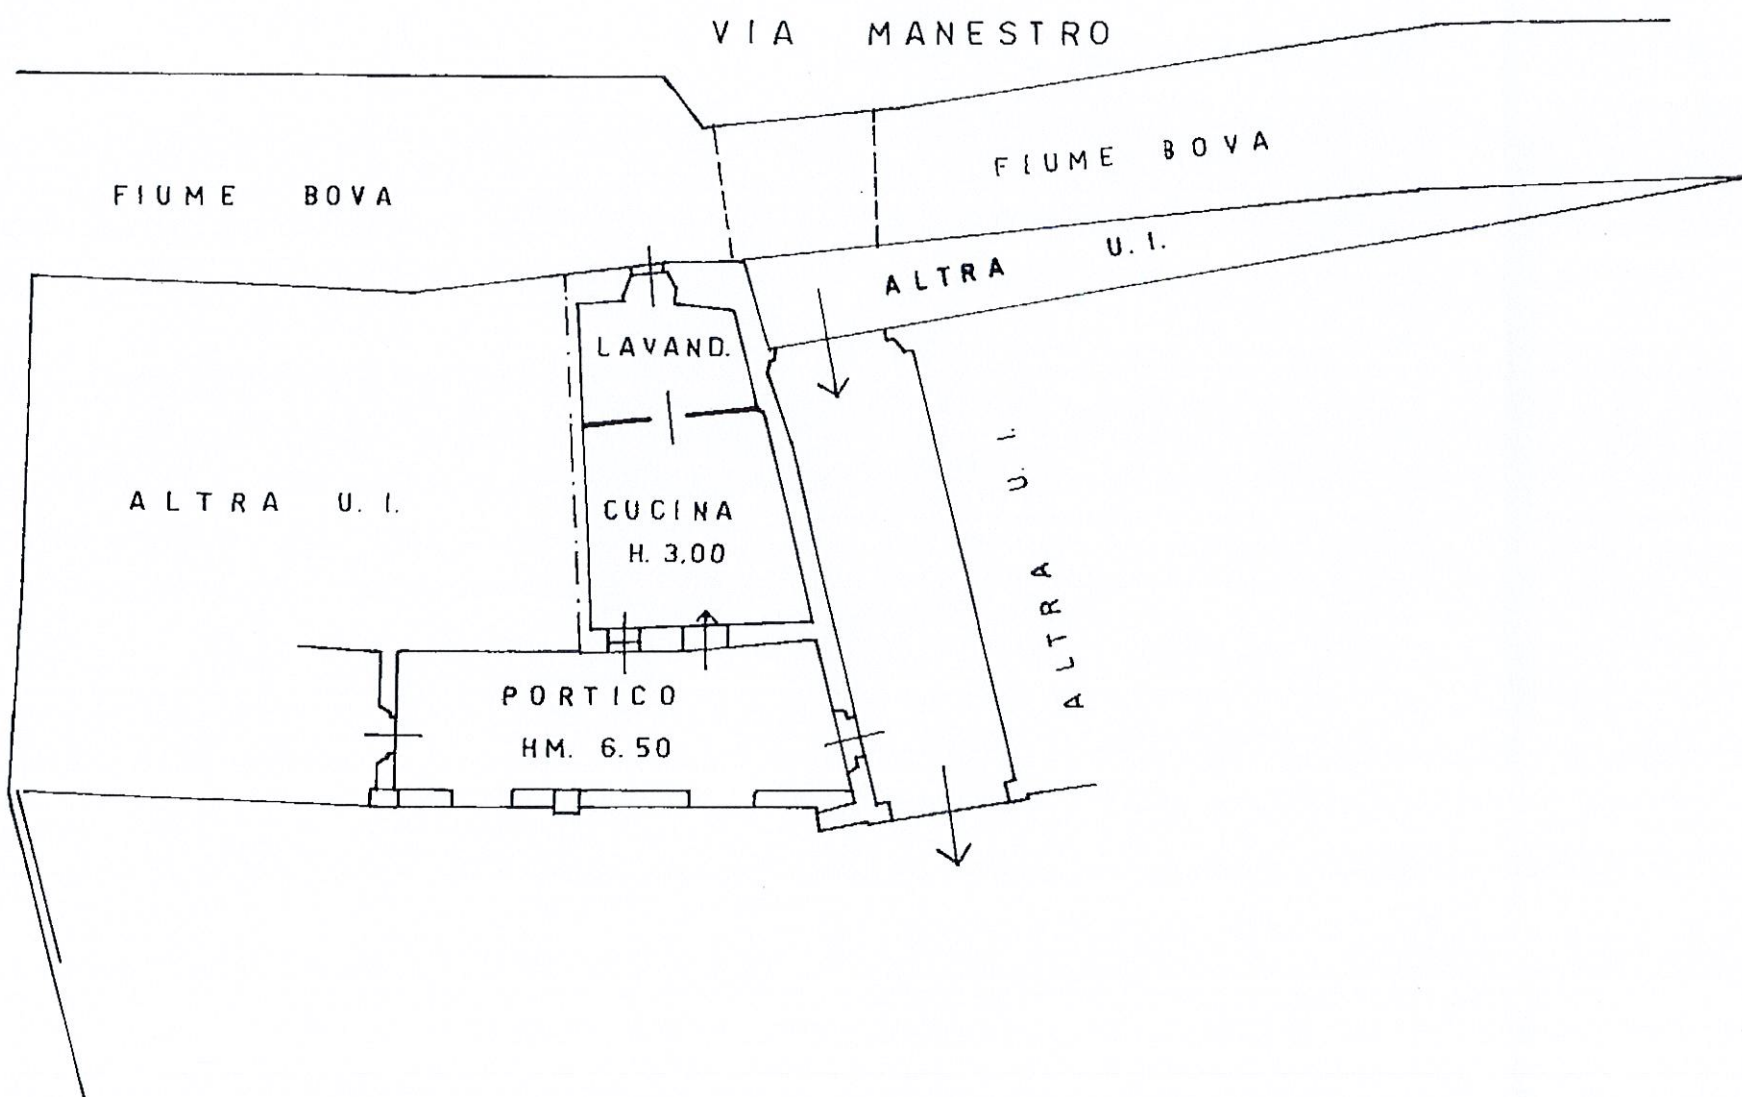 VIA MANESTRO
FIUME BOVA
FIUME BOVA
ALTRA U. I.
LAVAND.
ALTRA U. I.
CUCINA
H. 3,00
ALTRA U. I.
PORTICO
HM. 6.50